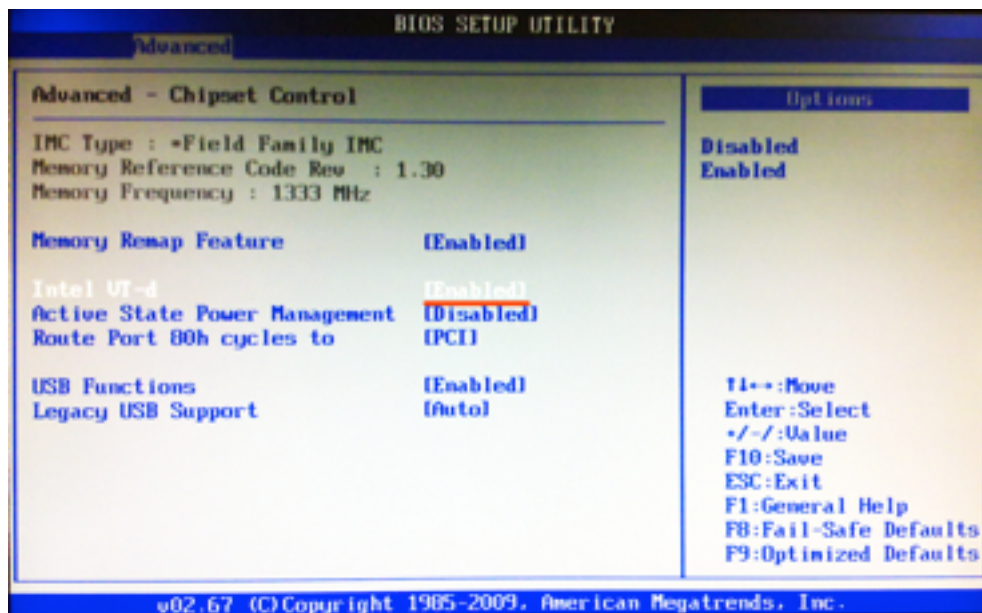 BIOS SETUP UTILITY
Advanced
Advanced - Chipset Control
IMC Type : *Field Family IMC
Memory Reference Code Rev : 1.30
Memory Frequency : 1333 MHz
Memory Remap Feature [Enabled]
Intel VT-d [Enabled]
Active State Power Management [Disabled]
Route Port 80h cycles to [PCI]
USB Functions [Enabled]
Legacy USB Support [Auto]
Options
Disabled
Enabled
↑↓←→:Move
Enter:Select
+/-/:Value
F10:Save
ESC:Exit
F1:General Help
F8:Fail-Safe Defaults
F9:Optimized Defaults
v02.67 (C)Copyright 1985-2009, American Megatrends, Inc.